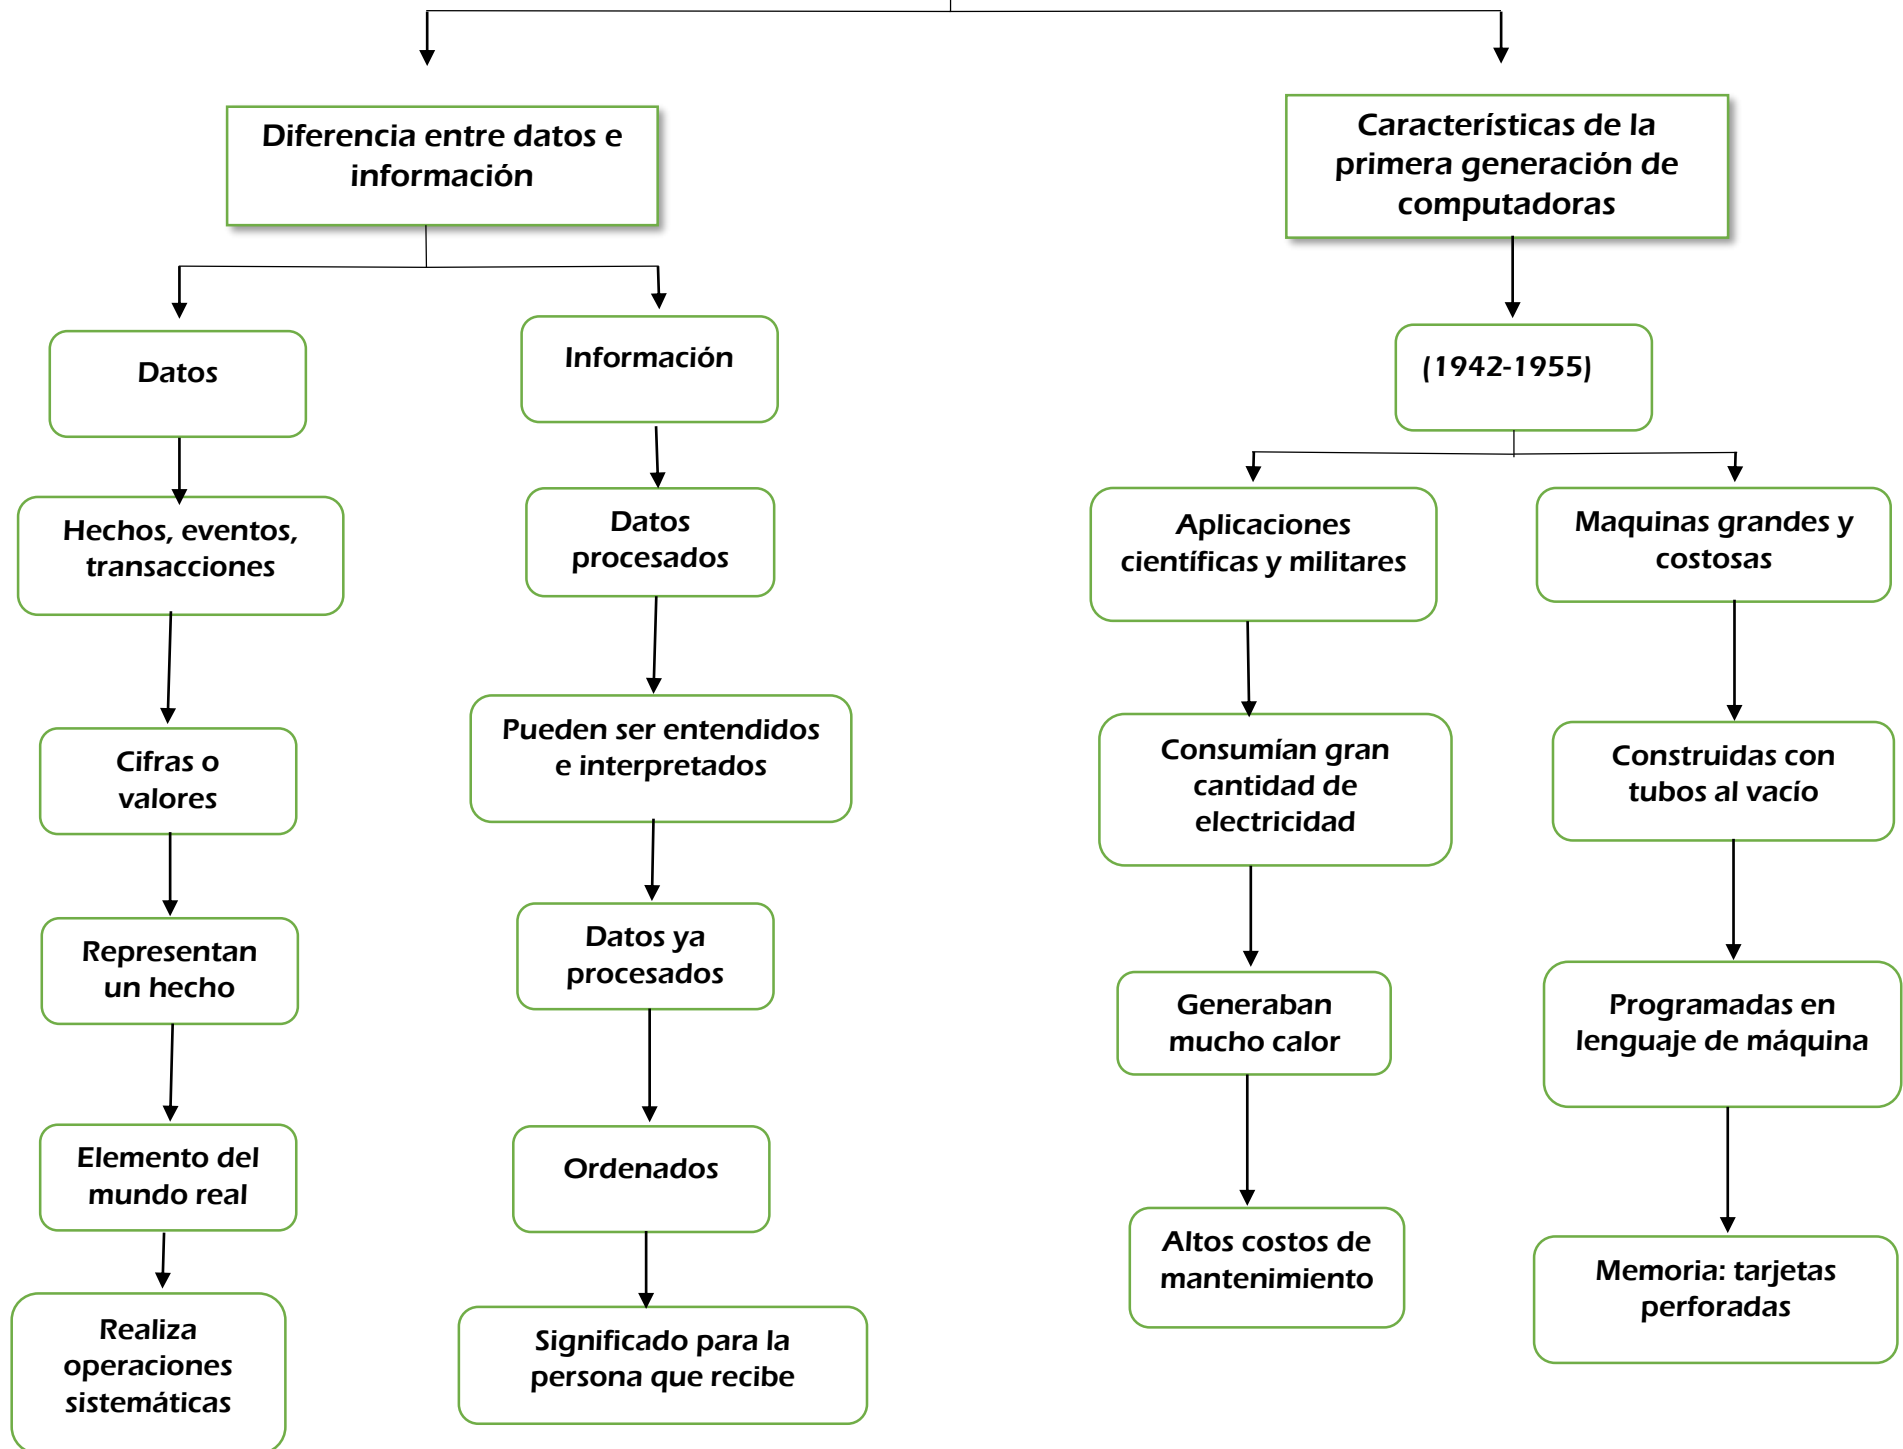 Diferencia entre datos e
información
Características de la
primera generación de
computadoras
Datos
Información
(1942-1955)
Hechos, eventos,
transacciones
Datos
procesados
Aplicaciones
científicas y militares
Maquinas grandes y
costosas
Cifras o
valores
Pueden ser entendidos
e interpretados
Consumían gran
cantidad de
electricidad
Construidas con
tubos al vacío
Representan
un hecho
Datos ya
procesados
Generaban
mucho calor
Programadas en
lenguaje de máquina
Elemento del
mundo real
Ordenados
Altos costos de
mantenimiento
Memoria: tarjetas
perforadas
Realiza
operaciones
sistemáticas
Significado para la
persona que recibe